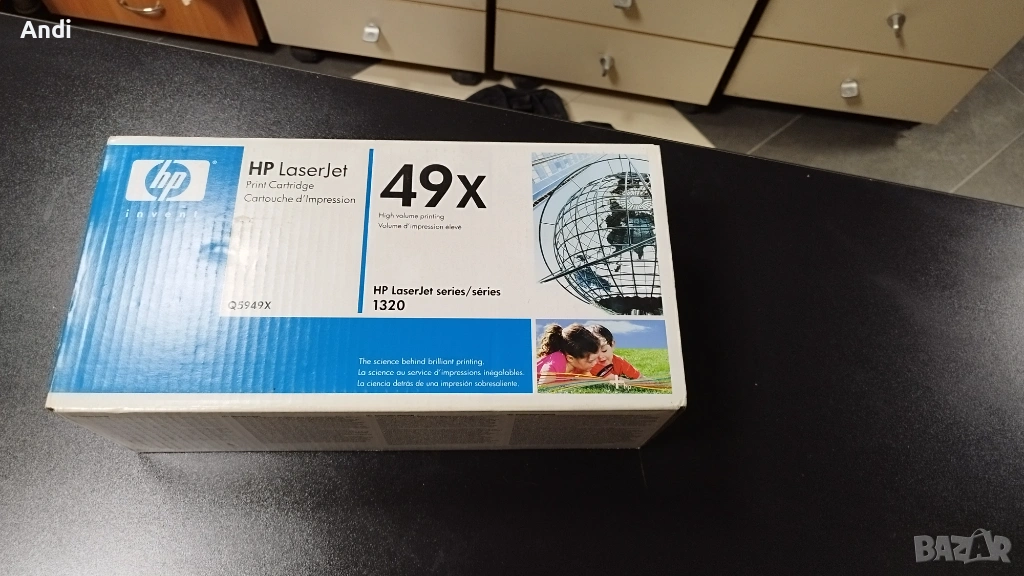 Andi
hp
invent
HP LaserJet
Print Cartridge
Cartouche d'Impression
Q5949X
49X
High volume printing
Volume d'impression élevé
HP LaserJet series/séries
1320
The science behind brilliant printing.
La science au service d'impressions inégalables.
La ciencia detrás de una impresión sobresaliente.
BAZAR